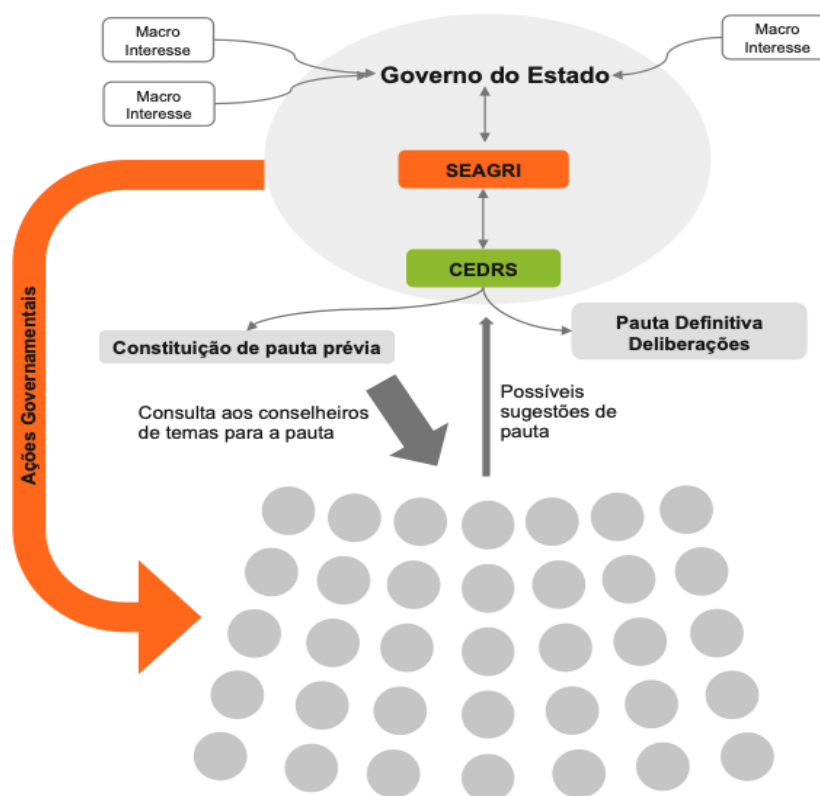 Macro
Interesse
Macro
Interesse
Macro
Interesse
Governo do Estado
SEAGRI
CEDRS
Constituição de pauta prévia
Pauta Definitiva
Deliberações
Consulta aos conselheiros
de temas para a pauta
Possíveis
sugestões de
pauta
Ações Governamentais